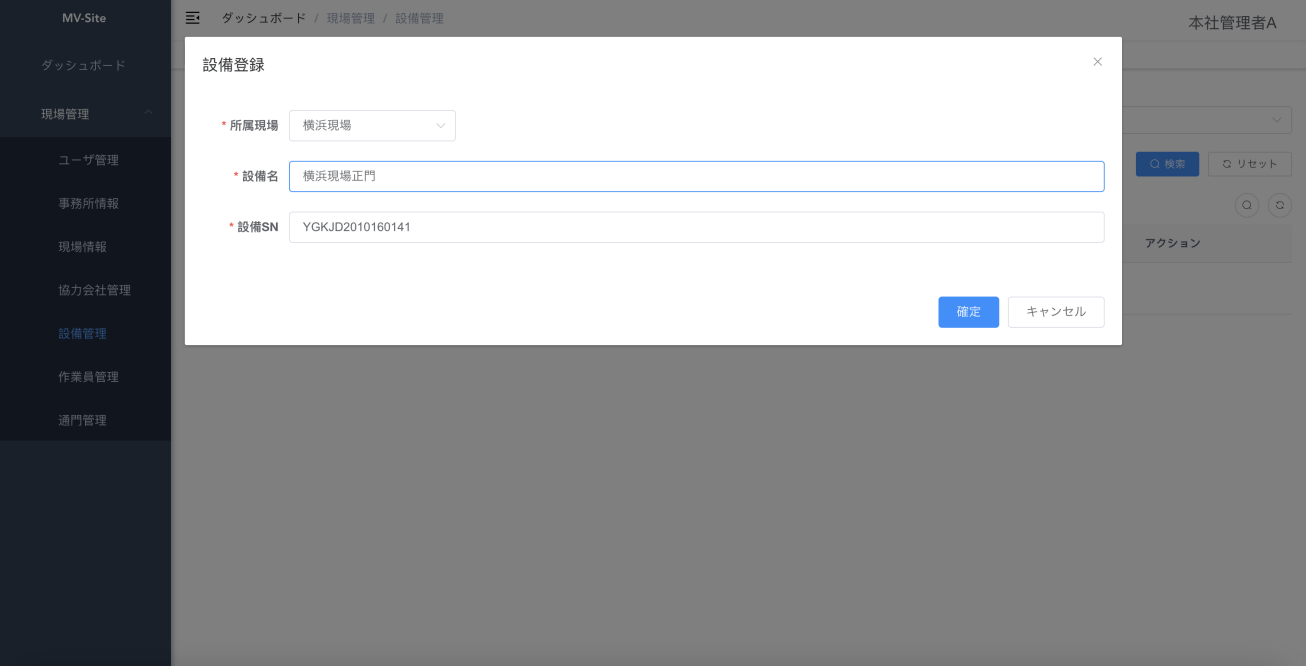 MV-Site
ダッシュボード / 現場管理 / 設備管理
本社管理者A
ダッシュボード
現場管理
ユーザ管理
事務所情報
現場情報
協力会社管理
設備管理
作業員管理
通門管理
設備登録
* 所属現場 横浜現場
* 設備名 横浜現場正門
* 設備SN YGKJD2010160141
確定 キャンセル
検索 リセット
アクション